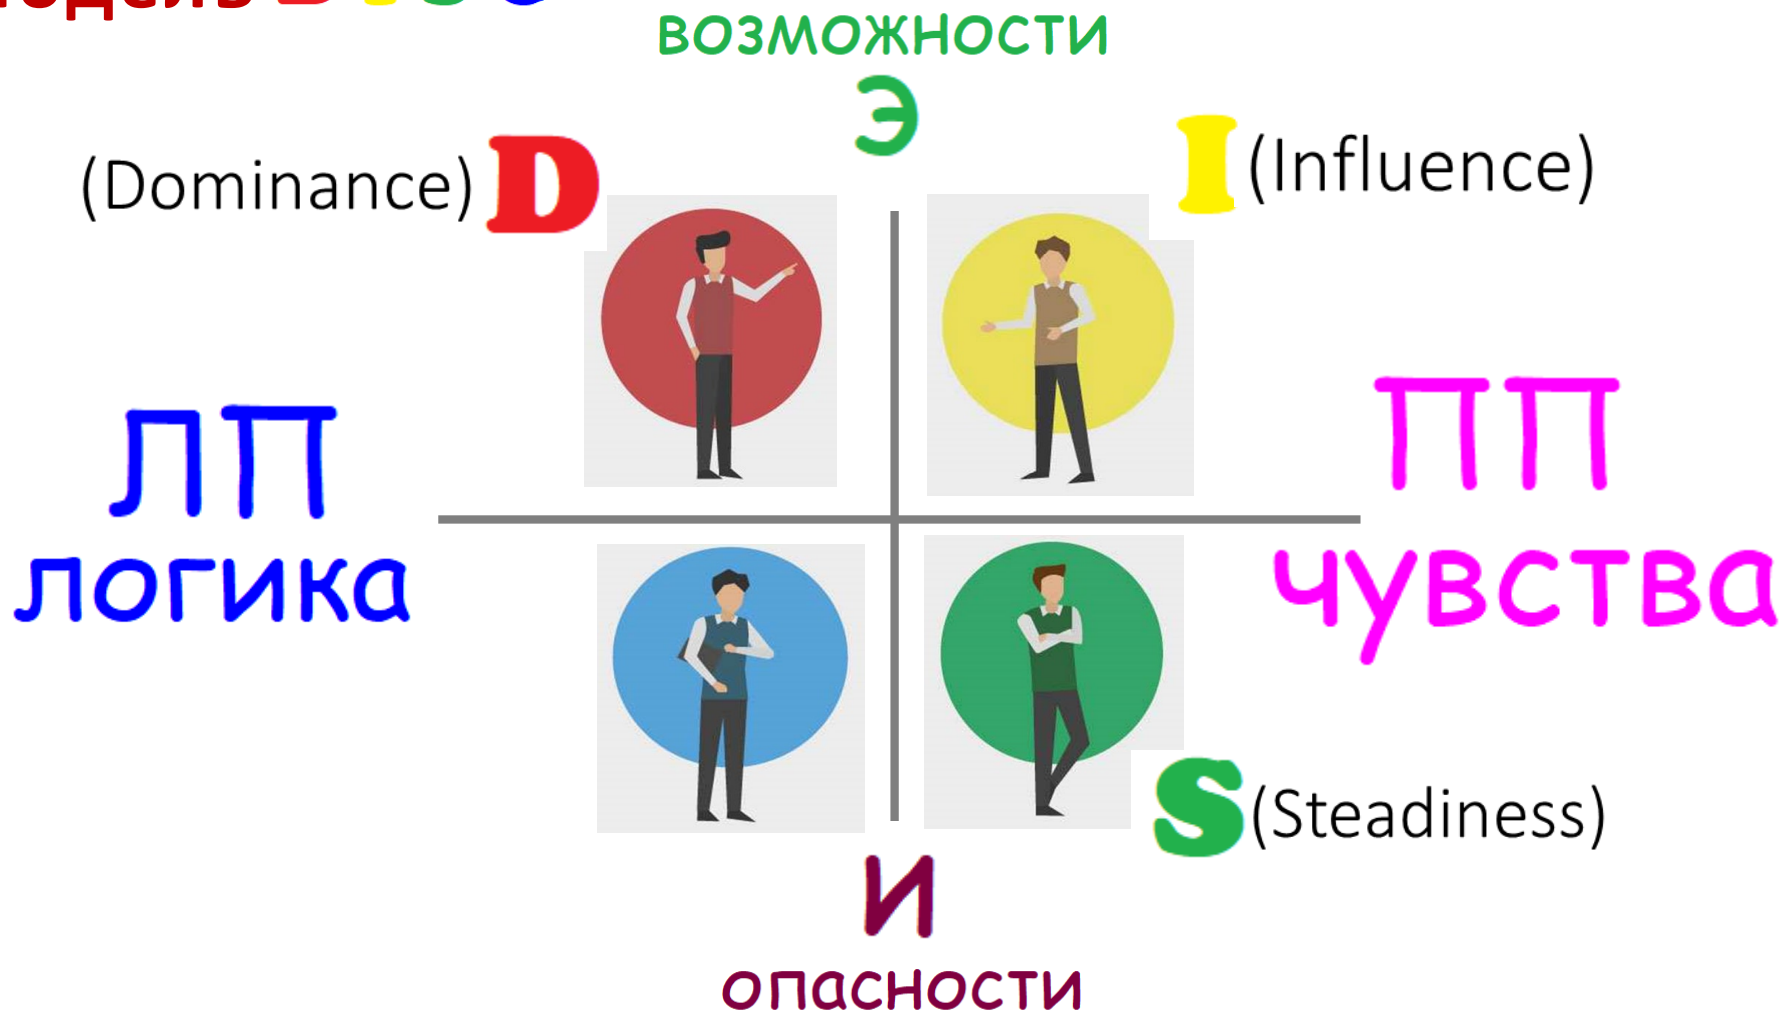 возможности
Э
(Dominance) D
I (Influence)
ЛП
логика
ПП
чувства
S (Steadiness)
И
опасности